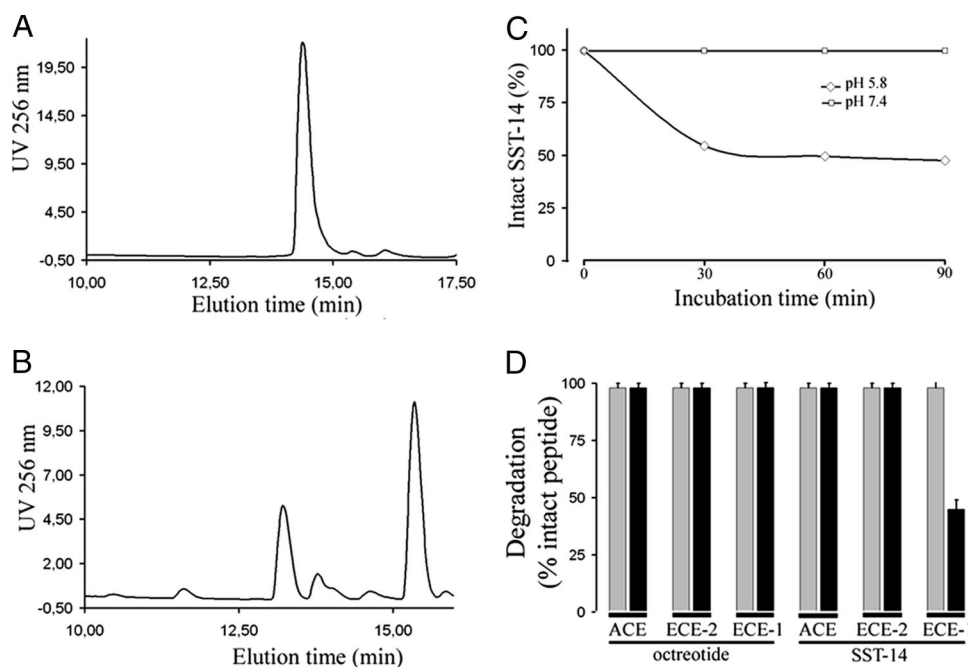 A
UV 256 nm
19,50
14,50
9,50
4,50
-0,50
10,00 12,50 15,00 17,50
Elution time (min)
B
UV 256 nm
12,00
9,00
7,00
4,50
2,00
-0,50
10,00 12,50 15,00
Elution time (min)
C
Intact SST-14 (%)
100
75
50
25
0
pH 5.8
pH 7.4
0 30 60 90
Incubation time (min)
D
Degradation
(% intact peptide)
100
75
50
25
0
ACE ECE-2 ECE-1 ACE ECE-2 ECE-
octreotide SST-14